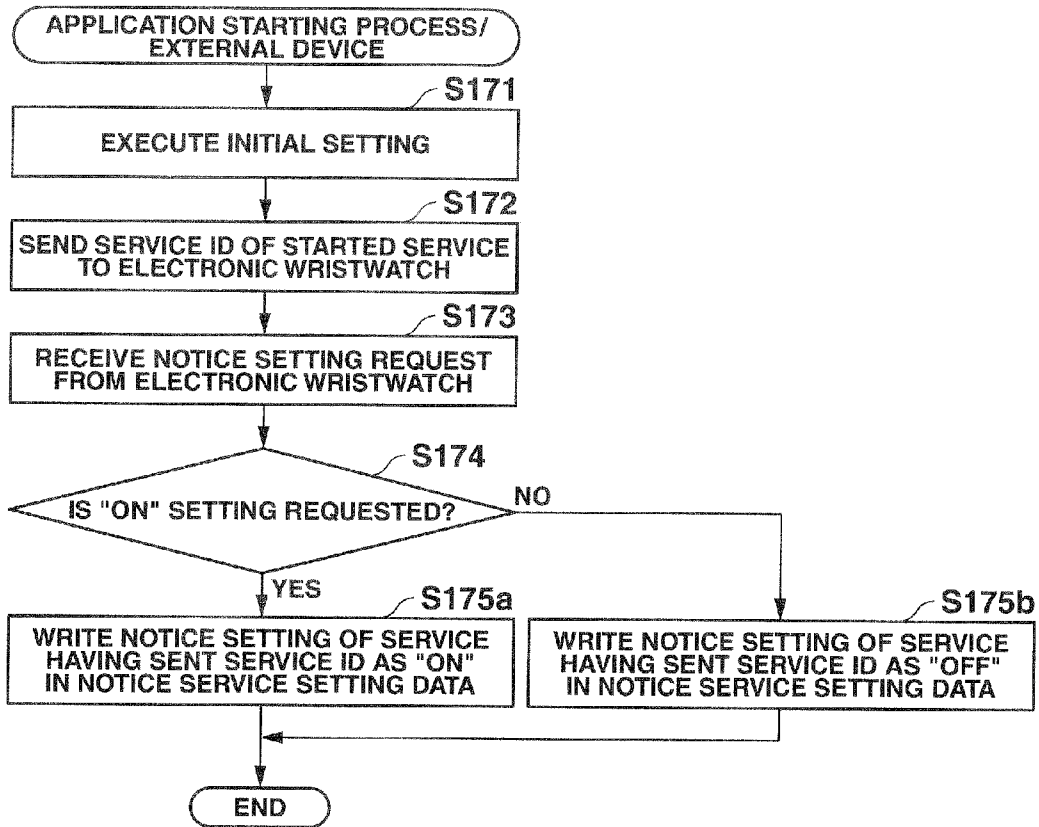 APPLICATION STARTING PROCESS/
EXTERNAL DEVICE
S171
EXECUTE INITIAL SETTING
S172
SEND SERVICE ID OF STARTED SERVICE
TO ELECTRONIC WRISTWATCH
S173
RECEIVE NOTICE SETTING REQUEST
FROM ELECTRONIC WRISTWATCH
S174
IS "ON" SETTING REQUESTED?
NO
YES
S175a
WRITE NOTICE SETTING OF SERVICE
HAVING SENT SERVICE ID AS "ON"
IN NOTICE SERVICE SETTING DATA
S175b
WRITE NOTICE SETTING OF SERVICE
HAVING SENT SERVICE ID AS "OFF"
IN NOTICE SERVICE SETTING DATA
END